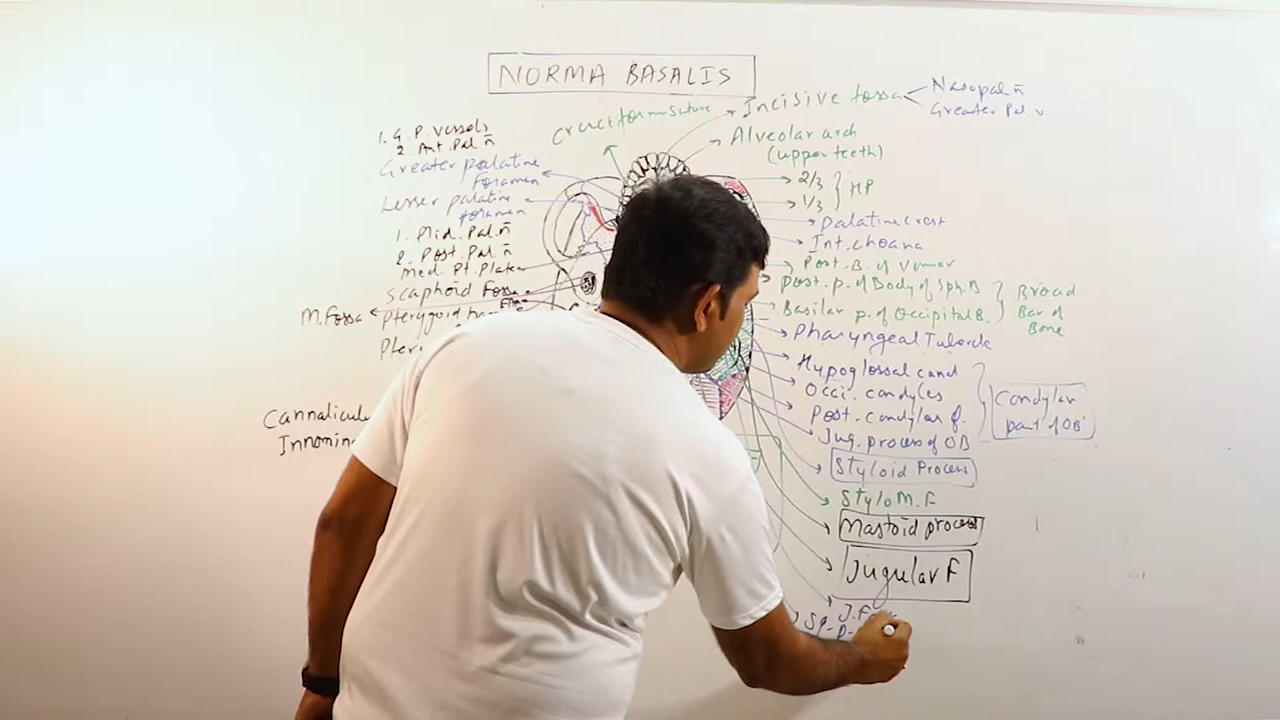 NORMA BASALIS
1. G. P. vessels
2. Ant. Pal. n̄
Greater palatine
Foramen
Lesser palatine
foramen
1. Mid. Pal. n̄
2. Post. Pal. n̄
Med. Pt. Plate
Scaphoid Fossa
M. Fossa
Pterygoid
Cannalicul
Innomin
Cruciform suture
Incisive fossa
Nasopal. n̄
Greater Pal. v
Alveolar arch
(upper teeth)
2/3
1/3
HP
Palatine crest
Int. choana
Post. B. of Vomer
Post. p. of Body of Sph. B
Basilar p. of Occipital B.
Broad
Bar of
Bone
Pharyngeal Tubercle
Hypoglossal canal
Occi. condyles
Post. condylar f.
Jug. process of OB
Condylar
part of OB
Styloid Process
Stylo M. F
Mastoid process
Jugular F
J. F
Sp. P.